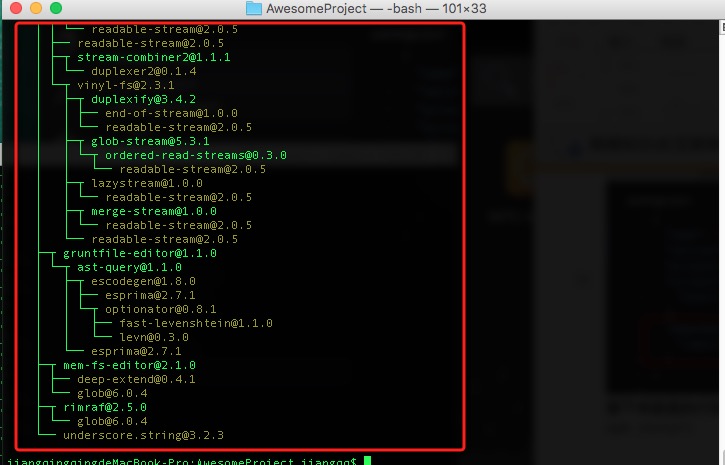 AwesomeProject — -bash — 101×33
│ │ │ └── readable-stream@2.0.5
│ │ ├── readable-stream@2.0.5
│ │ ├─┬ stream-combiner2@1.1.1
│ │ │ └── duplexer2@0.1.4
│ │ └─┬ vinyl-fs@2.3.1
│ │   ├─┬ duplexify@3.4.2
│ │   │ ├── end-of-stream@1.0.0
│ │   │ └── readable-stream@2.0.5
│ │   ├─┬ glob-stream@5.3.1
│ │   │ └─┬ ordered-read-streams@0.3.0
│ │   │   └── readable-stream@2.0.5
│ │   ├─┬ lazystream@1.0.0
│ │   │ └── readable-stream@2.0.5
│ │   ├─┬ merge-stream@1.0.0
│ │   │ └── readable-stream@2.0.5
│ │   └── readable-stream@2.0.5
├─┬ gruntfile-editor@1.1.0
│ └─┬ ast-query@1.1.0
│   ├─┬ escodegen@1.8.0
│   │ ├── esprima@2.7.1
│   │ └─┬ optionator@0.8.1
│   │   ├── fast-levenshtein@1.1.0
│   │   └── levn@0.3.0
│   └── esprima@2.7.1
├─┬ mem-fs-editor@2.1.0
│ ├── deep-extend@0.4.1
│ └── glob@6.0.4
├─┬ rimraf@2.5.0
│ └── glob@6.0.4
└── underscore.string@3.2.3
jiangqingqingdeMacBook-Pro:AwesomeProject jiangqq$